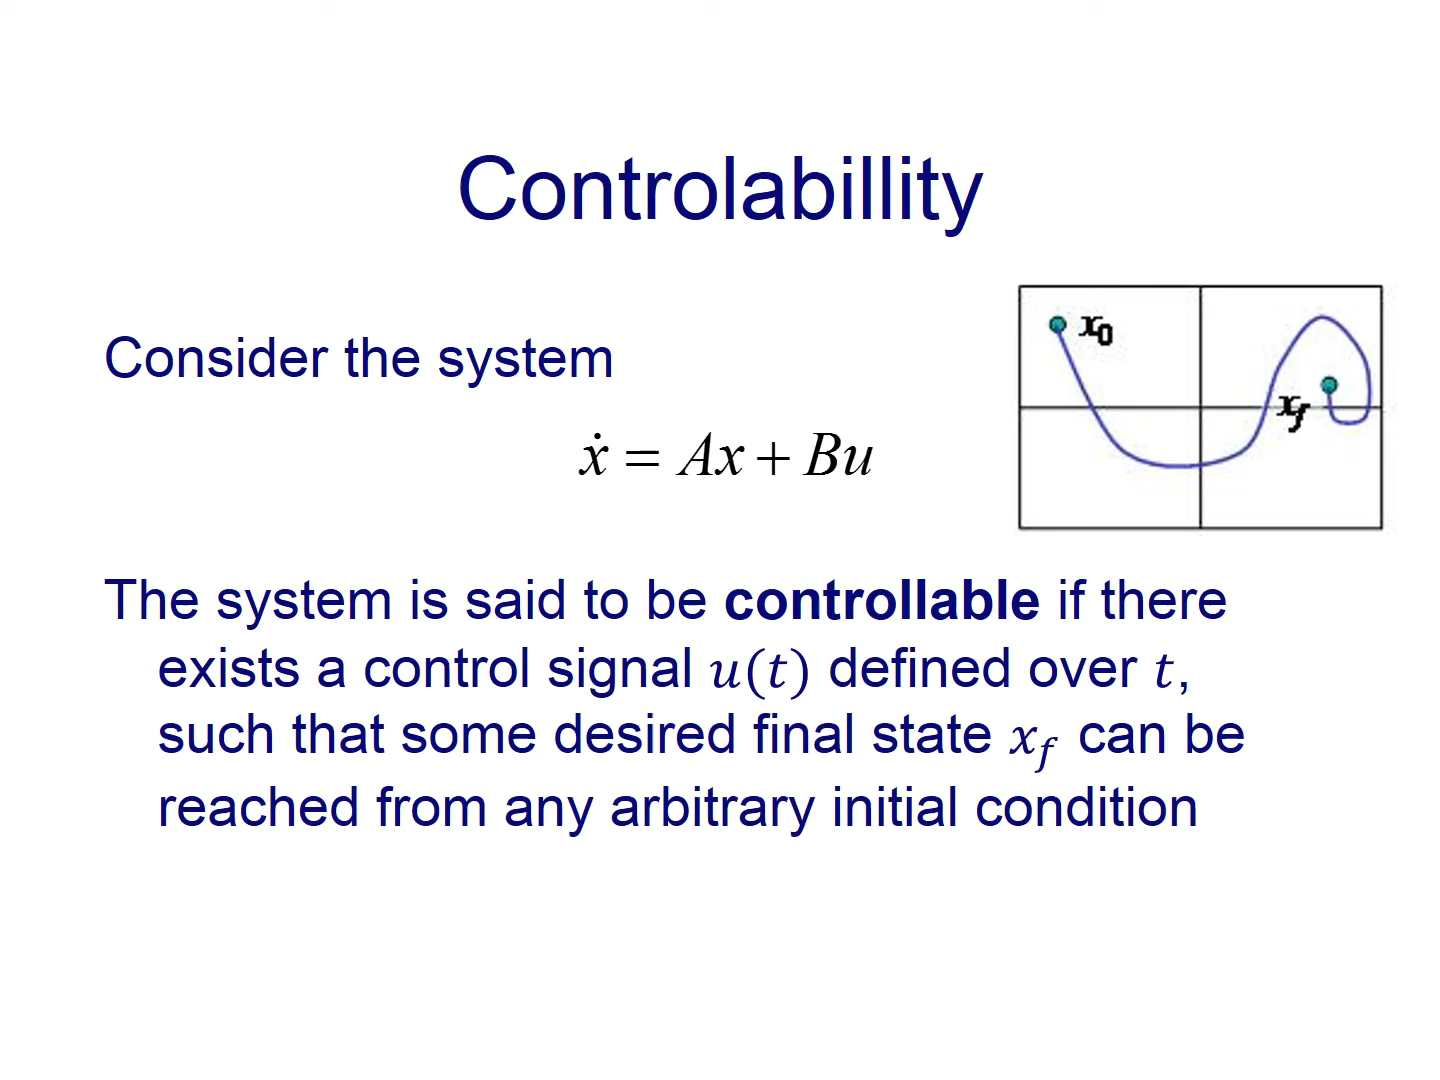 Controlabillity
Consider the system
ẋ = Ax + Bu
x0
xf
The system is said to be controllable if there
exists a control signal u(t) defined over t,
such that some desired final state xf can be
reached from any arbitrary initial condition